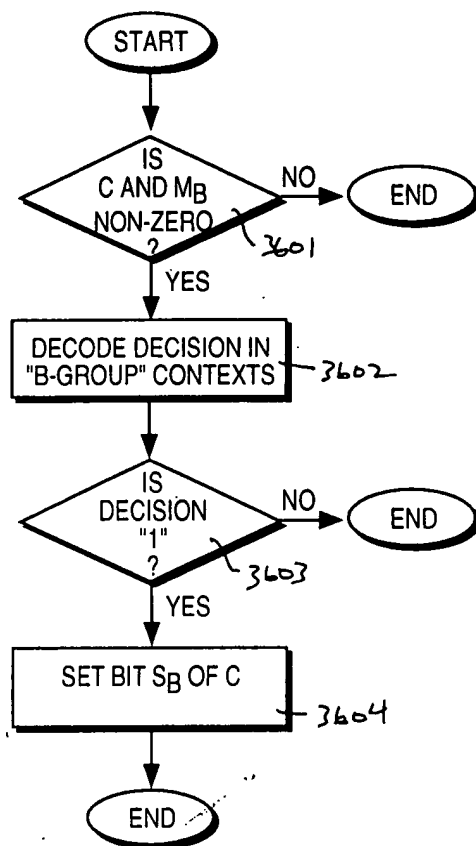 START
IS
C AND MB
NON-ZERO
?
NO
END
3601
YES
DECODE DECISION IN
"B-GROUP" CONTEXTS
3602
IS
DECISION
"1"
?
NO
END
3603
YES
SET BIT SB OF C
3604
END